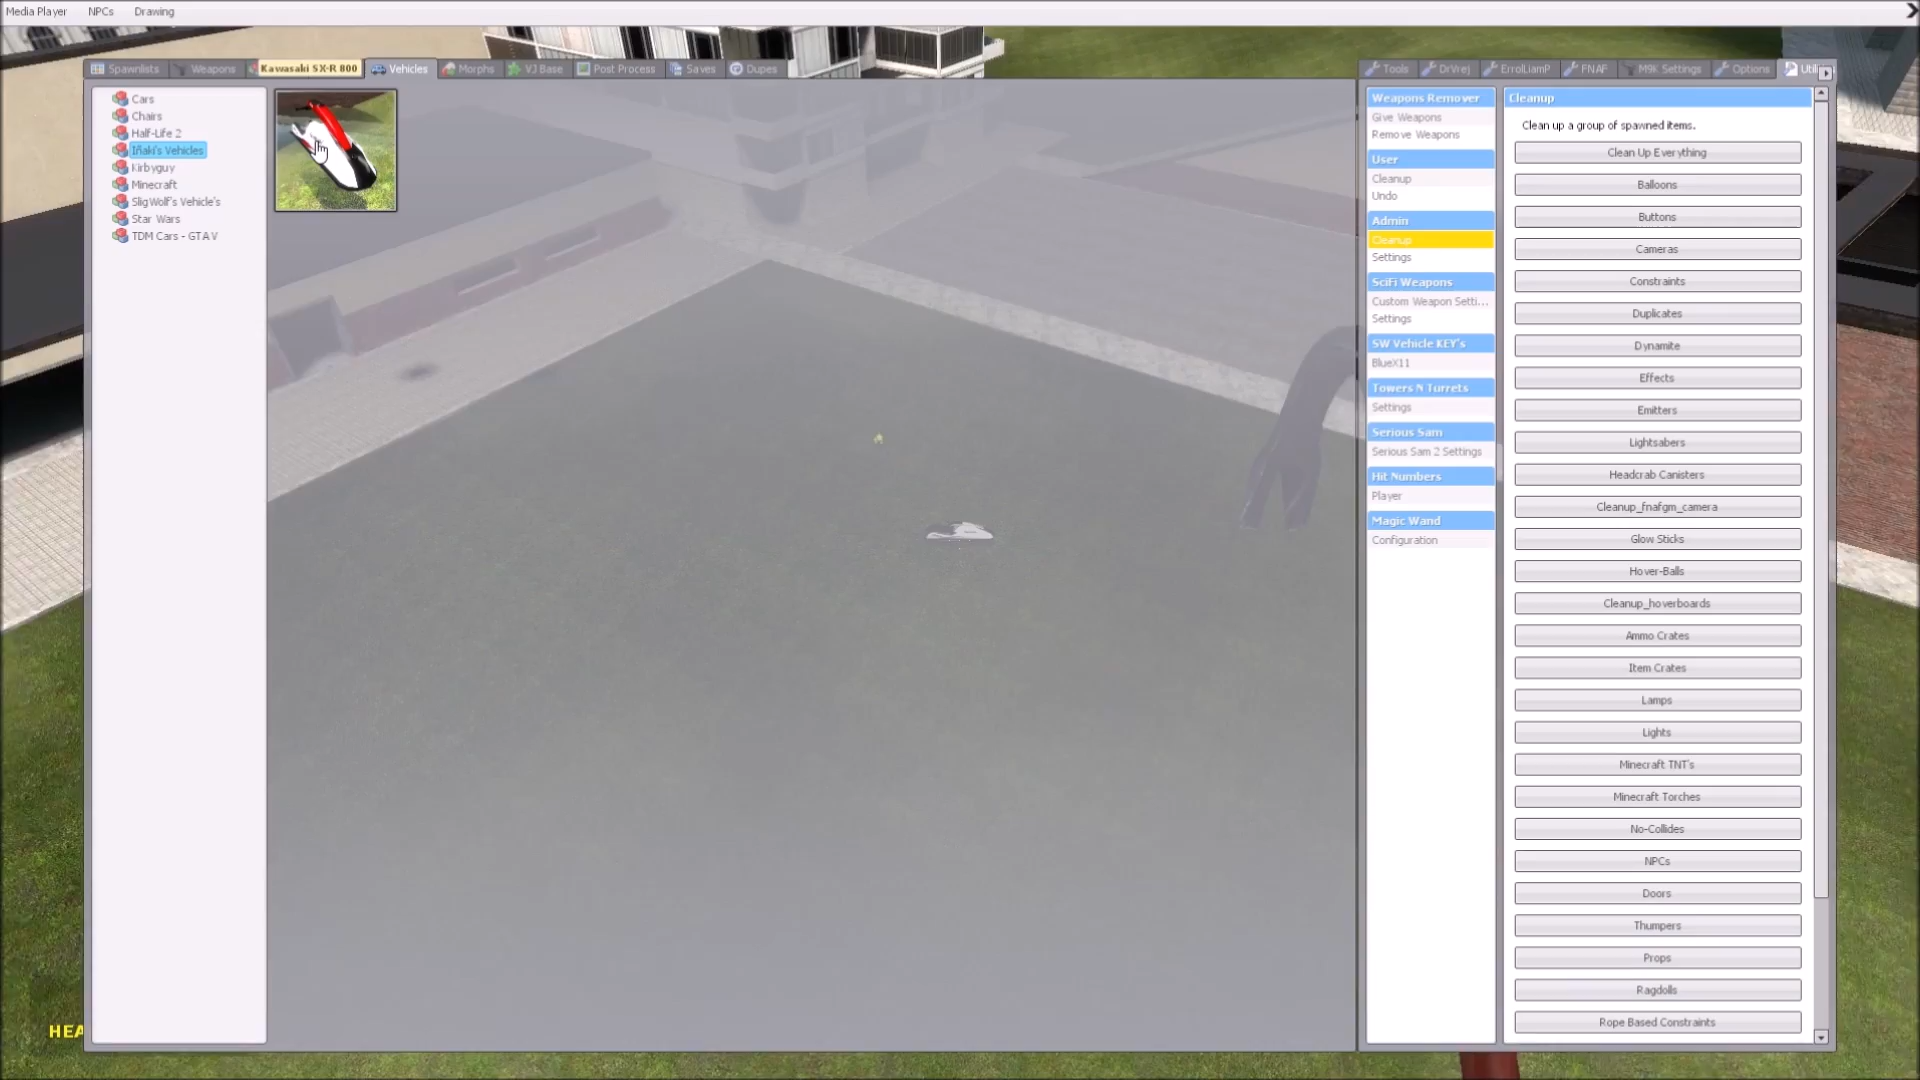 Media Player NPCs Drawing
Spawnlists Weapons Kawasaki SX-R 800 Vehicles Morphs VJ Base Post Process Saves Dupes
Cars
Chairs
Half-Life 2
Iñaki's Vehicles
Kirbyguy
Minecraft
SligWolf's Vehicle's
Star Wars
TDM Cars - GTA V
HEA
Tools DrVrej ErrolLiamP FNAF M9K Settings Options Utili
Weapons Remover
Give Weapons
Remove Weapons
User
Cleanup
Undo
Admin
Cleanup
Settings
SciFi Weapons
Custom Weapon Setti...
Settings
SW Vehicle KEY's
BlueX11
Towers N Turrets
Settings
Serious Sam
Serious Sam 2 Settings
Hit Numbers
Player
Magic Wand
Configuration
Cleanup
Clean up a group of spawned items.
Clean Up Everything
Balloons
Buttons
Cameras
Constraints
Duplicates
Dynamite
Effects
Emitters
Lightsabers
Headcrab Canisters
Cleanup_fnafgm_camera
Glow Sticks
Hover-Balls
Cleanup_hoverboards
Ammo Crates
Item Crates
Lamps
Lights
Minecraft TNT's
Minecraft Torches
No-Collides
NPCs
Doors
Thumpers
Props
Ragdolls
Rope Based Constraints